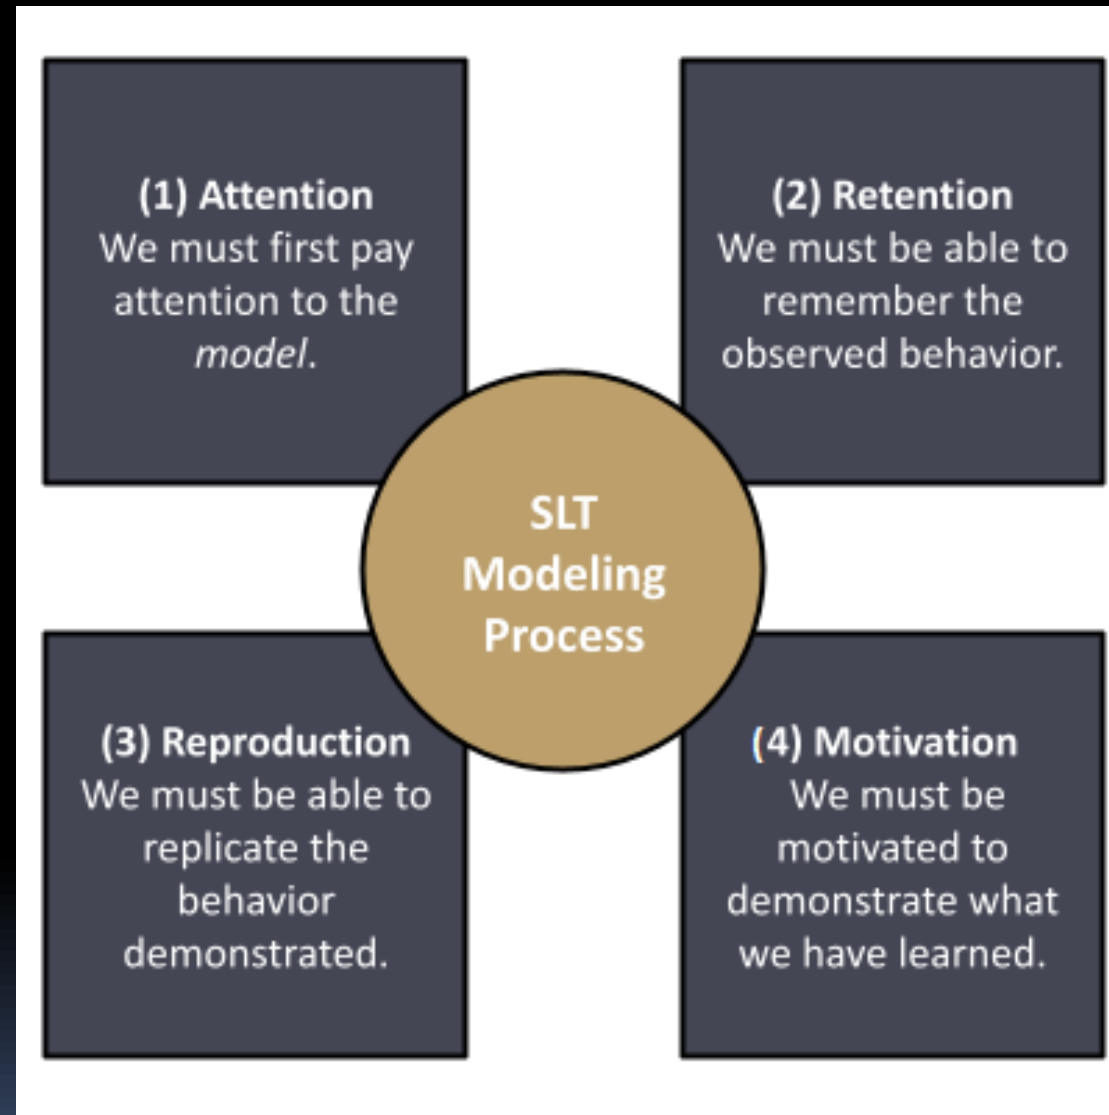 (1) Attention
We must first pay
attention to the
model.
(2) Retention
We must be able to
remember the
observed behavior.
SLT
Modeling
Process
(3) Reproduction
We must be able to
replicate the
behavior
demonstrated.
(4) Motivation
We must be
motivated to
demonstrate what
we have learned.